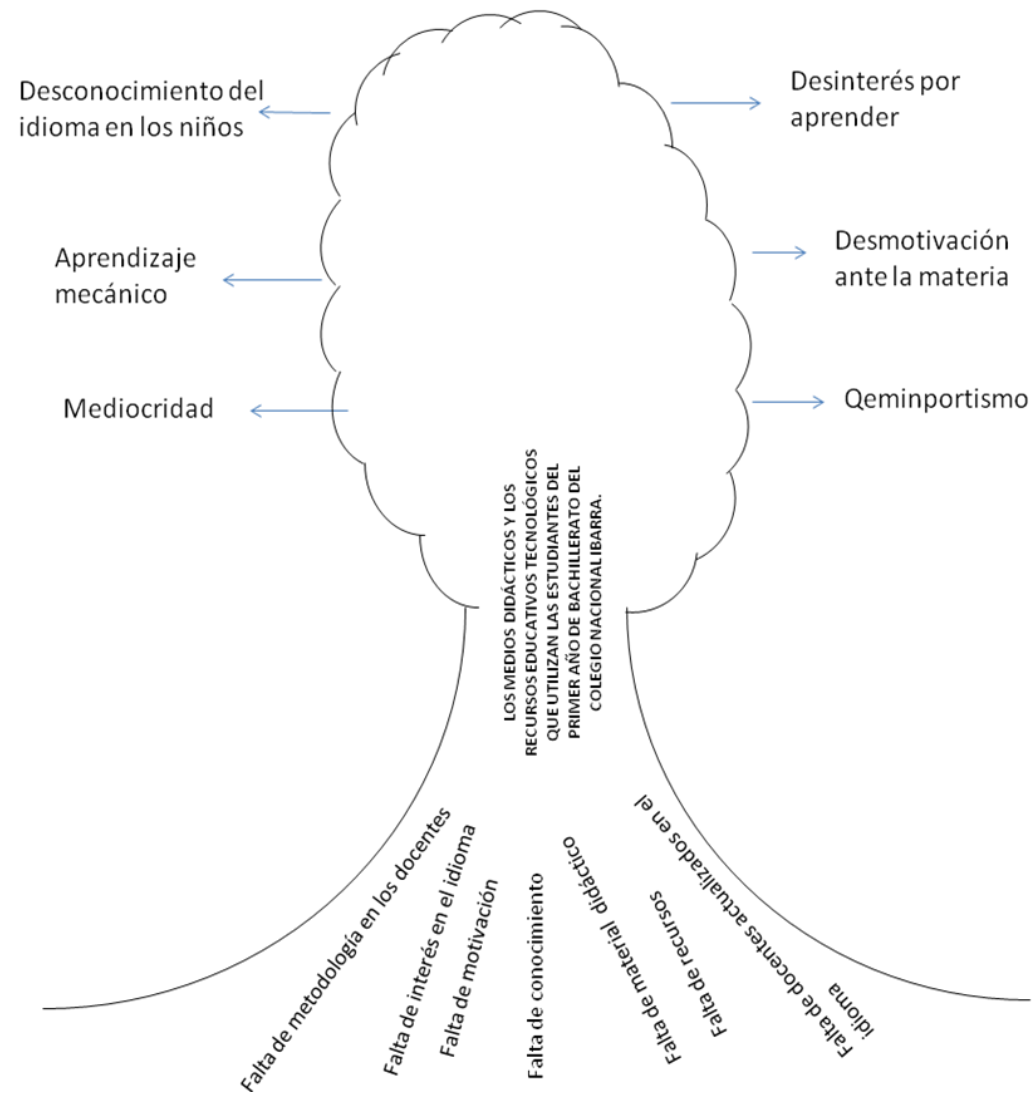 Desconocimiento del
idioma en los niños
Aprendizaje
mecánico
Mediocridad
Desinterés por
aprender
Desmotivación
ante la materia
Qeminportismo
LOS MEDIOS DIDÁCTICOS Y LOS
RECURSOS EDUCATIVOS TECNOLÓGICOS
QUE UTILIZAN LAS ESTUDIANTES DEL
PRIMER AÑO DE BACHILLERATO DEL
COLEGIO NACIONAL IBARRA.
Falta de metodología en los docentes
Falta de interés en el idioma
Falta de motivación
Falta de conocimiento
Falta de material didáctico
Falta de recursos
Falta de docentes actualizados en el
idioma